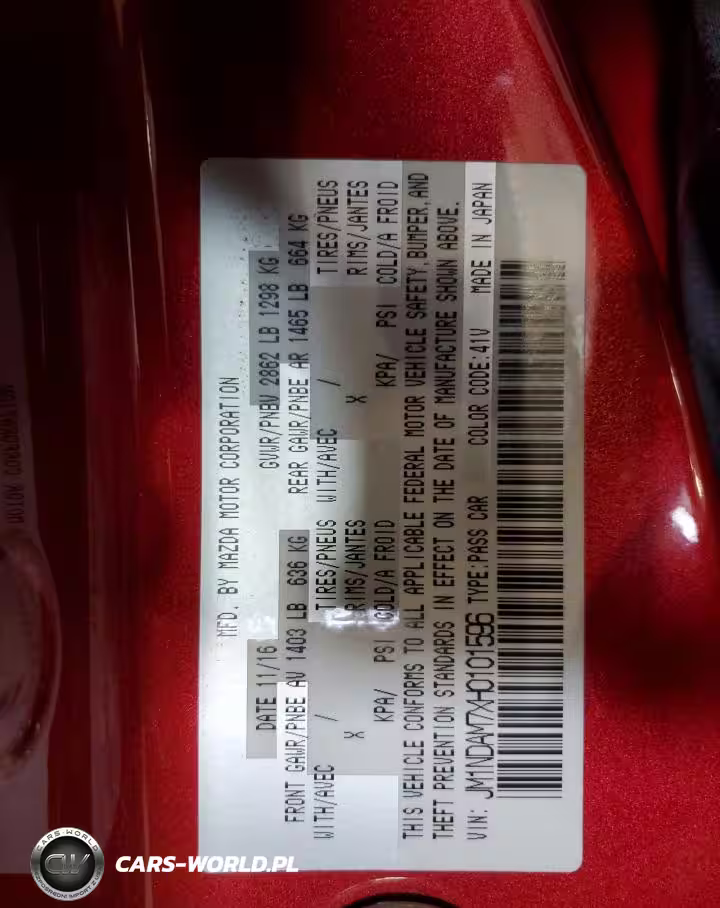 MFD. BY MAZDA MOTOR CORPORATION
DATE 11/16 GVWR/PNBV 2862 LB 1298 KG
FRONT GAWR/PNBE AV 1403 LB 636 KG REAR GAWR/PNBE AR 1465 LB 664 KG
WITH/AVEC / TIRES/PNEUS WITH/AVEC / TIRES/PNEUS
X RIMS/JANTES X RIMS/JANTES
KPA/ PSI COLD/A FROID KPA/ PSI COLD/A FROID
THIS VEHICLE CONFORMS TO ALL APPLICABLE FEDERAL MOTOR VEHICLE SAFETY, BUMPER, AND
THEFT PREVENTION STANDARDS IN EFFECT ON THE DATE OF MANUFACTURE SHOWN ABOVE.
VIN: JM1NDAM7XH0101596 TYPE:PASS CAR COLOR CODE:41V MADE IN JAPAN
CARS-WORLD
CW
CARS-WORLD.PL